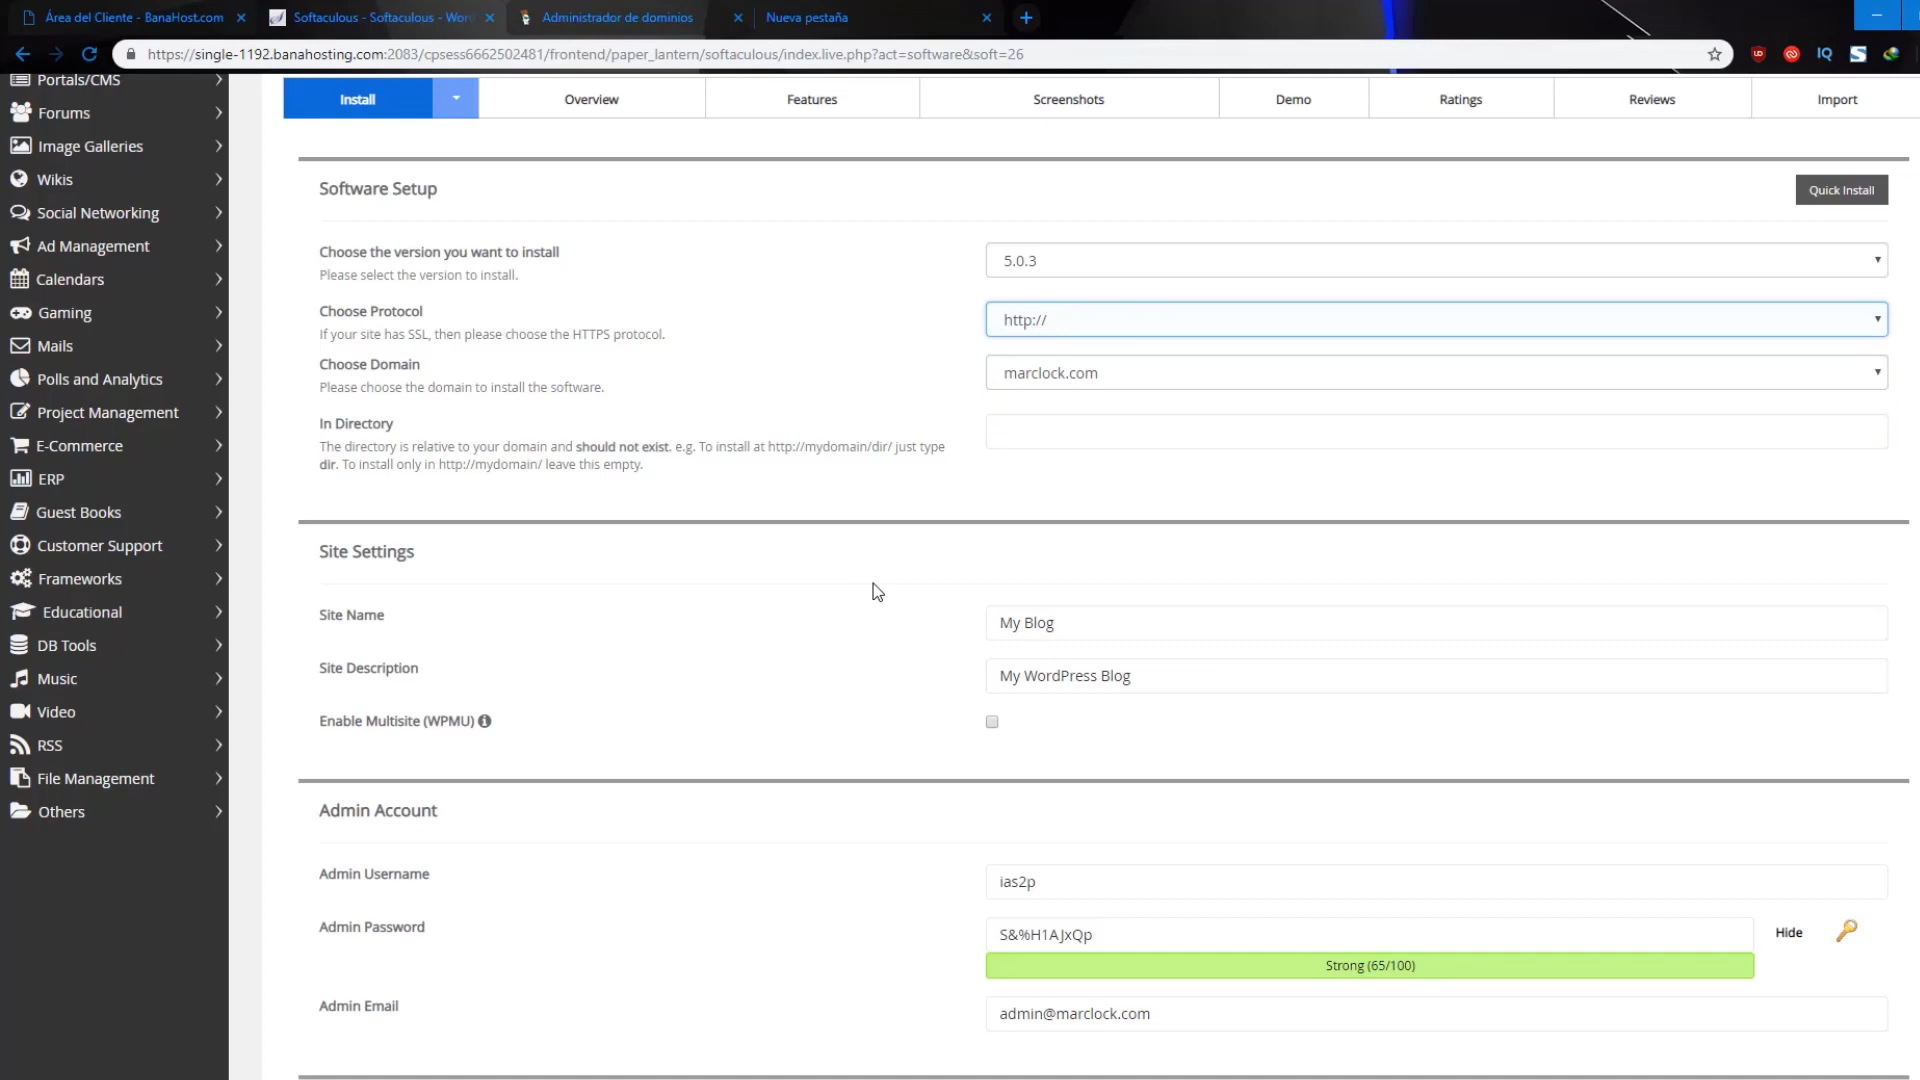 Área del Cliente - BanaHost.com
Softaculous - Softaculous - Wor
Administrador de dominios
Nueva pestaña
https://single-1192.banahosting.com:2083/cpsess6662502481/frontend/paper_lantern/softaculous/index.live.php?act=software&soft=26
IQ
Portals/CMS
Forums
Image Galleries
Wikis
Social Networking
Ad Management
Calendars
Gaming
Mails
Polls and Analytics
Project Management
E-Commerce
ERP
Guest Books
Customer Support
Frameworks
Educational
DB Tools
Music
Video
RSS
File Management
Others
Install
Overview
Features
Screenshots
Demo
Ratings
Reviews
Import
Software Setup
Quick Install
Choose the version you want to install
Please select the version to install.
5.0.3
Choose Protocol
If your site has SSL, then please choose the HTTPS protocol.
http://
Choose Domain
Please choose the domain to install the software.
marclock.com
In Directory
The directory is relative to your domain and should not exist. e.g. To install at http://mydomain/dir/ just type
dir. To install only in http://mydomain/ leave this empty.
Site Settings
Site Name
My Blog
Site Description
My WordPress Blog
Enable Multisite (WPMU)
Admin Account
Admin Username
ias2p
Admin Password
S&%H1AJxQp
Hide
Strong (65/100)
Admin Email
admin@marclock.com